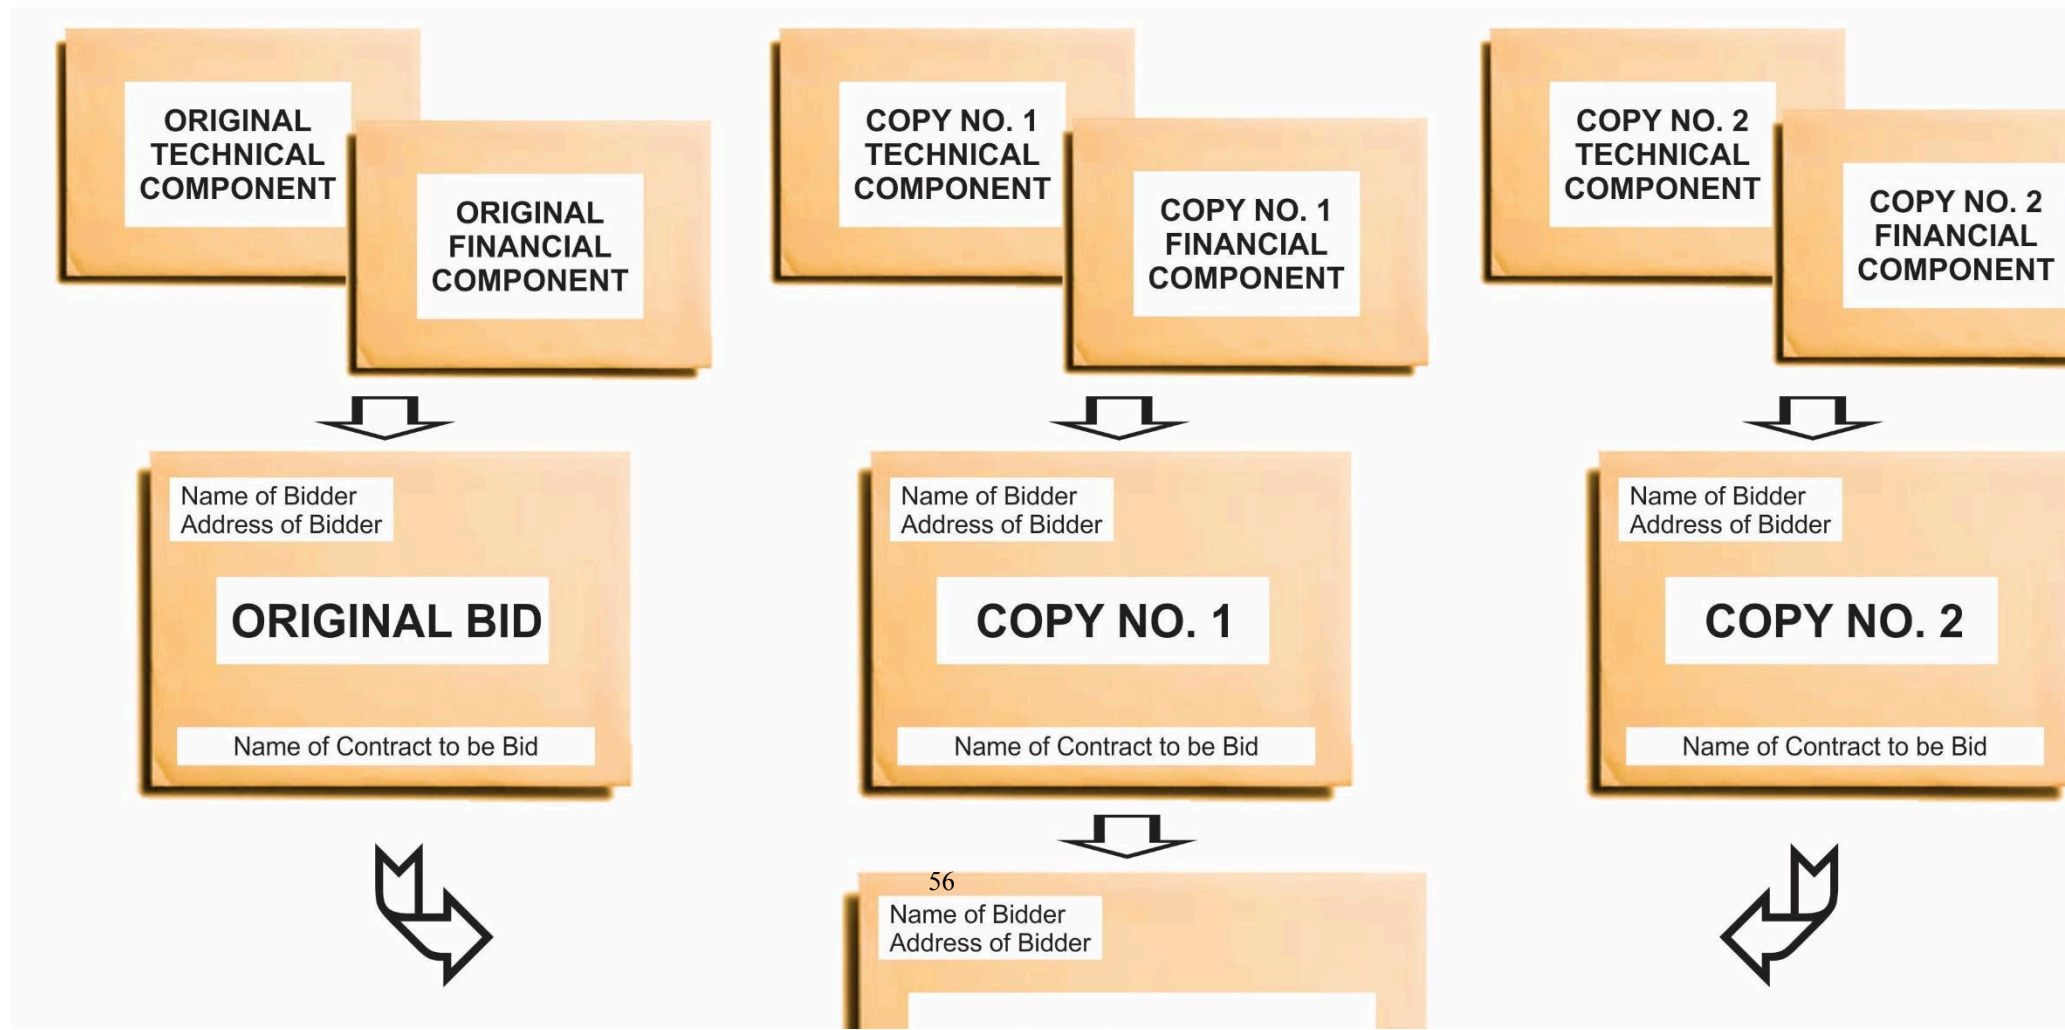 ORIGINAL
TECHNICAL
COMPONENT
ORIGINAL
FINANCIAL
COMPONENT
COPY NO. 1
TECHNICAL
COMPONENT
COPY NO. 1
FINANCIAL
COMPONENT
COPY NO. 2
TECHNICAL
COMPONENT
COPY NO. 2
FINANCIAL
COMPONENT
Name of Bidder
Address of Bidder
ORIGINAL BID
Name of Contract to be Bid
Name of Bidder
Address of Bidder
COPY NO. 1
Name of Contract to be Bid
Name of Bidder
Address of Bidder
COPY NO. 2
Name of Contract to be Bid
56
Name of Bidder
Address of Bidder